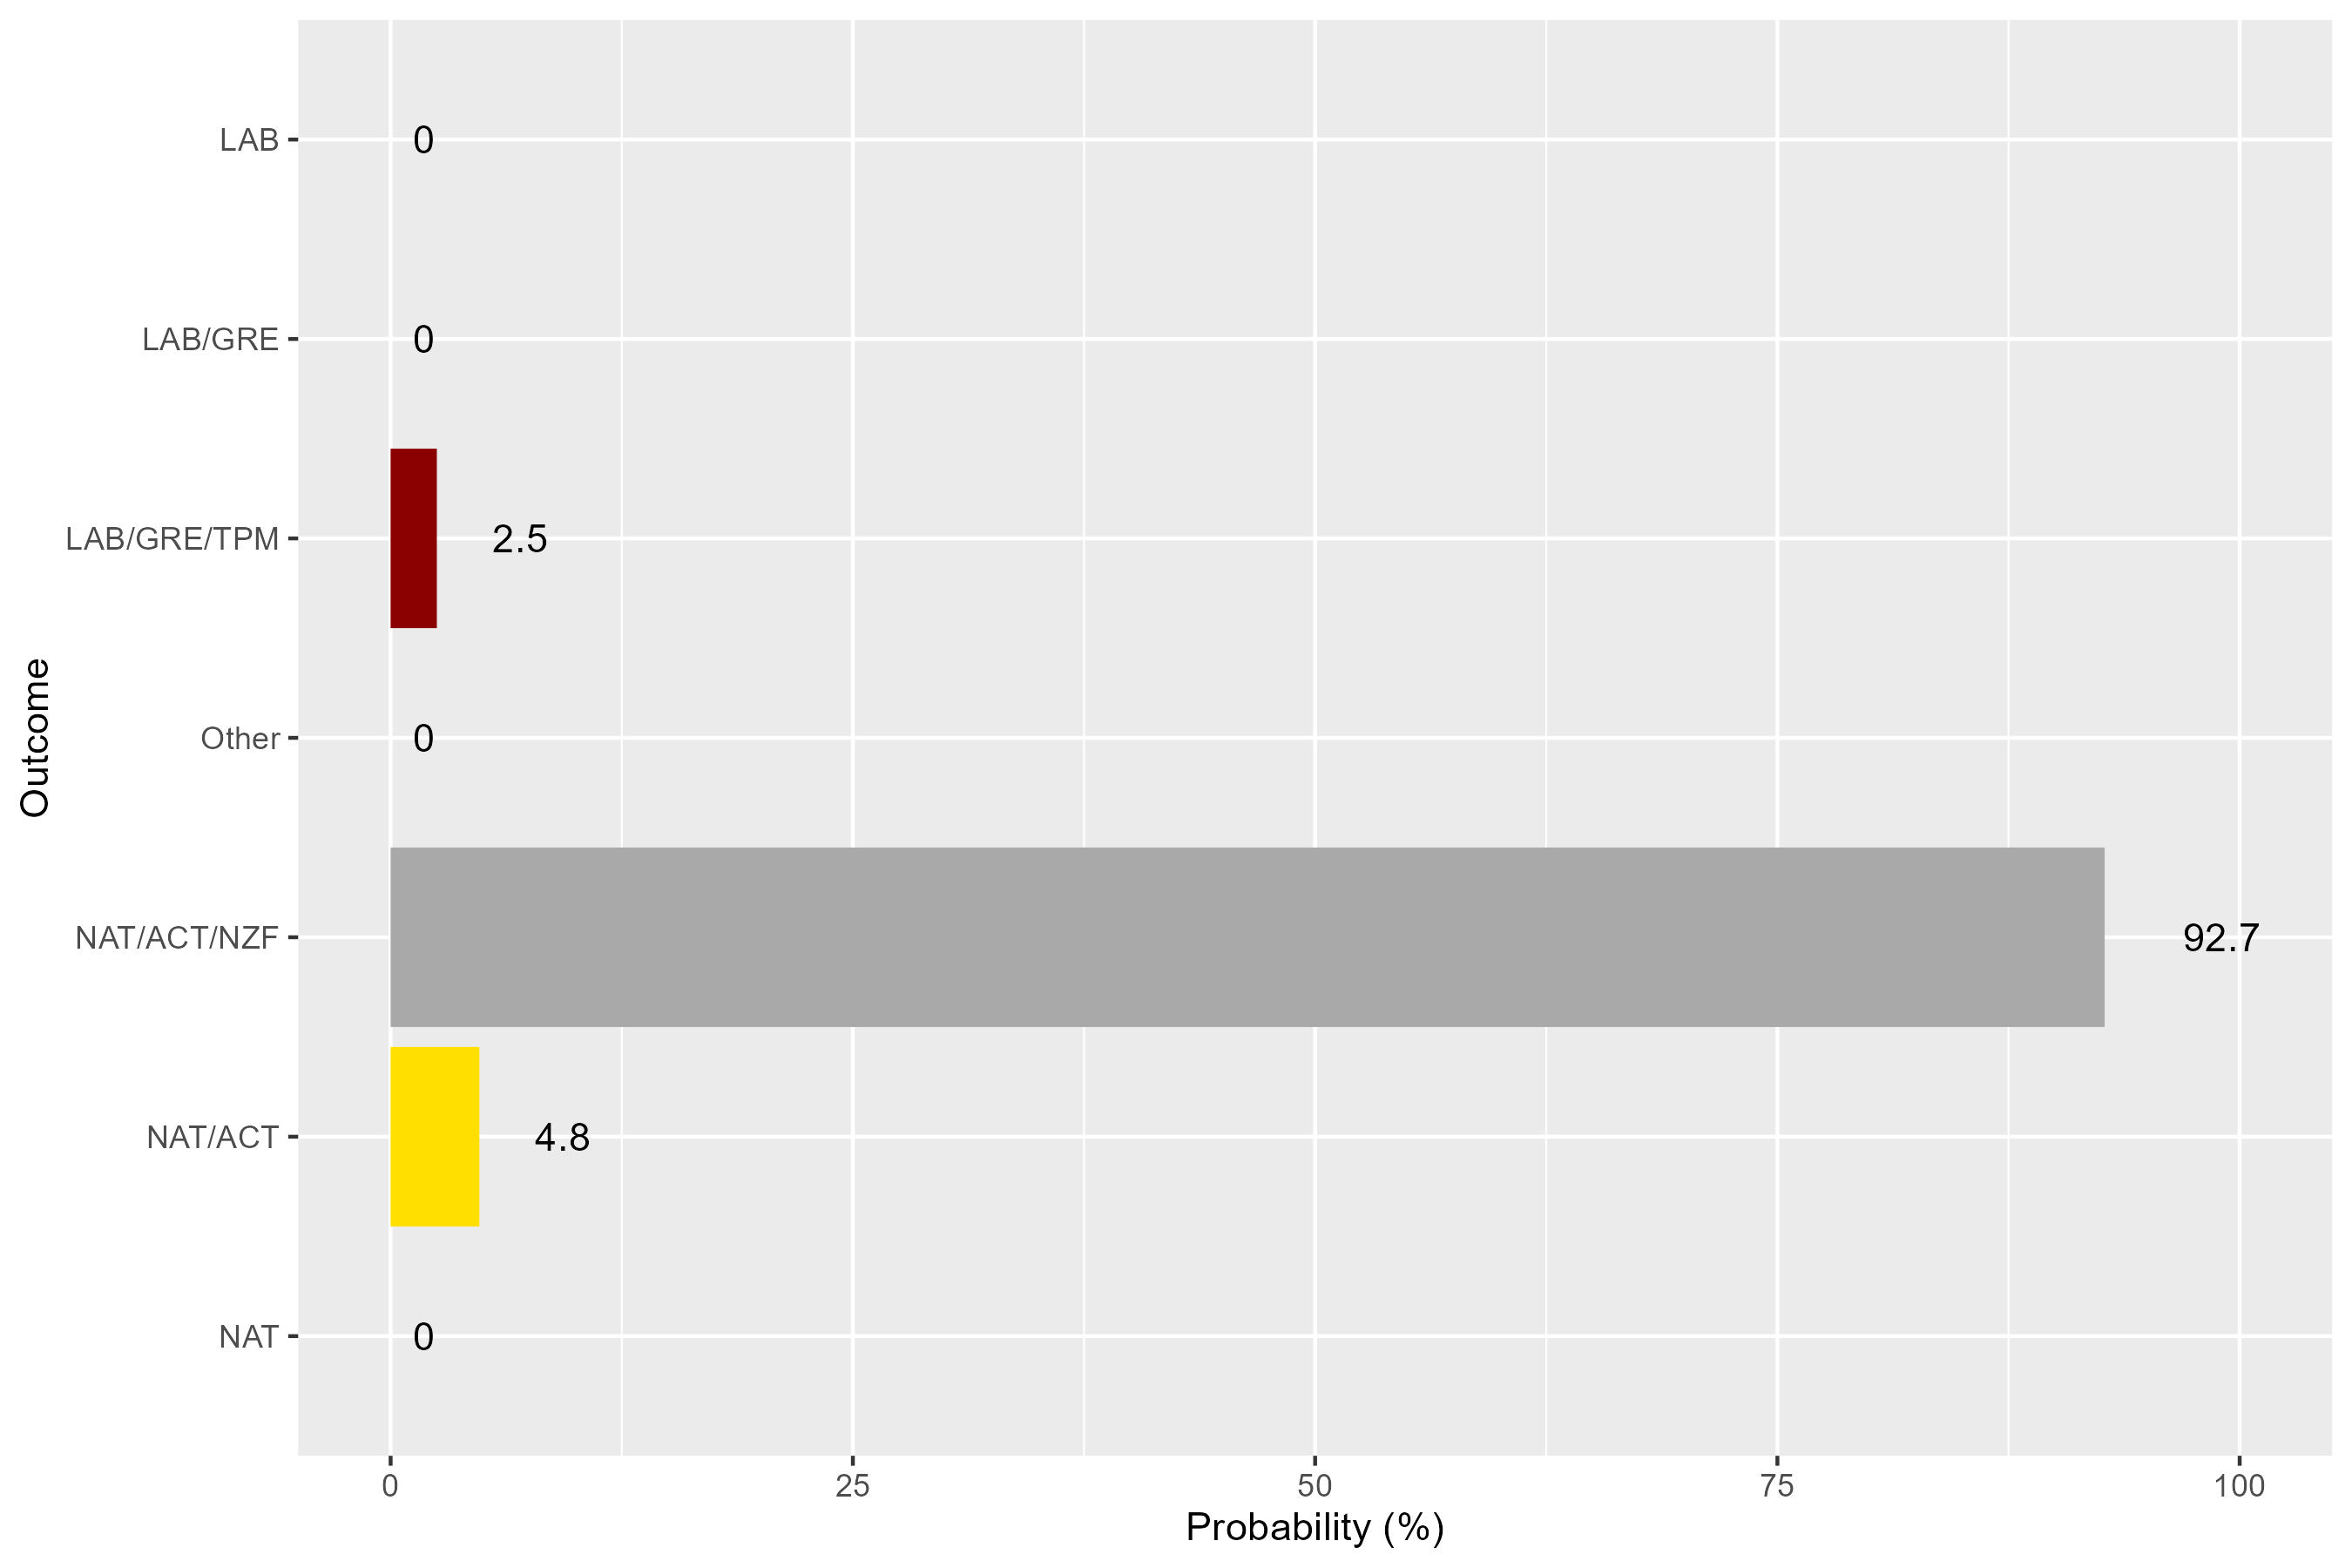 LAB
0
LAB/GRE
0
LAB/GRE/TPM
2.5
Other
0
NAT/ACT/NZF
92.7
NAT/ACT
4.8
NAT
0
Outcome
0 25 50 75 100
Probability (%)